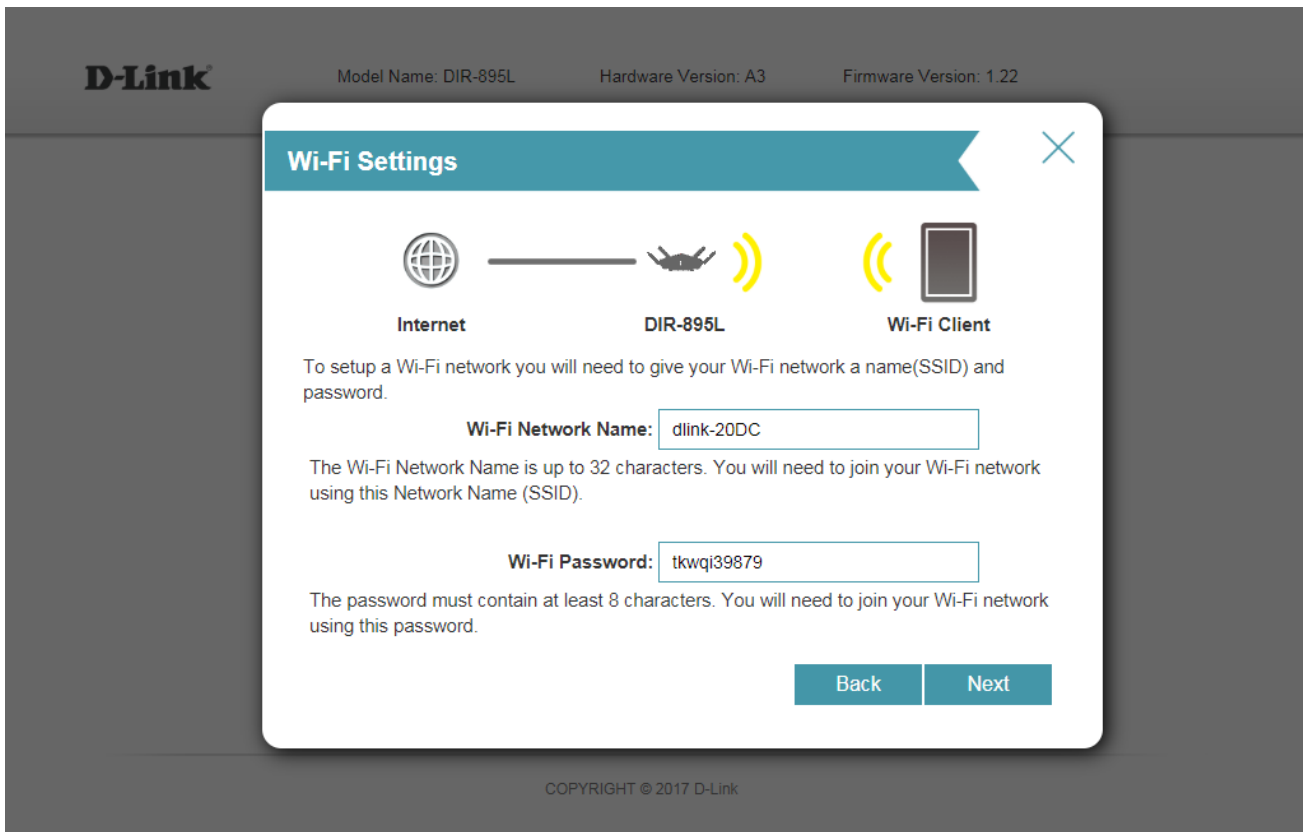 D-Link
Model Name: DIR-895L Hardware Version: A3 Firmware Version: 1.22
Wi-Fi Settings
Internet DIR-895L Wi-Fi Client
To setup a Wi-Fi network you will need to give your Wi-Fi network a name(SSID) and
password.
Wi-Fi Network Name: dlink-20DC
The Wi-Fi Network Name is up to 32 characters. You will need to join your Wi-Fi network
using this Network Name (SSID).
Wi-Fi Password: tkwqi39879
The password must contain at least 8 characters. You will need to join your Wi-Fi network
using this password.
Back Next
COPYRIGHT © 2017 D-Link